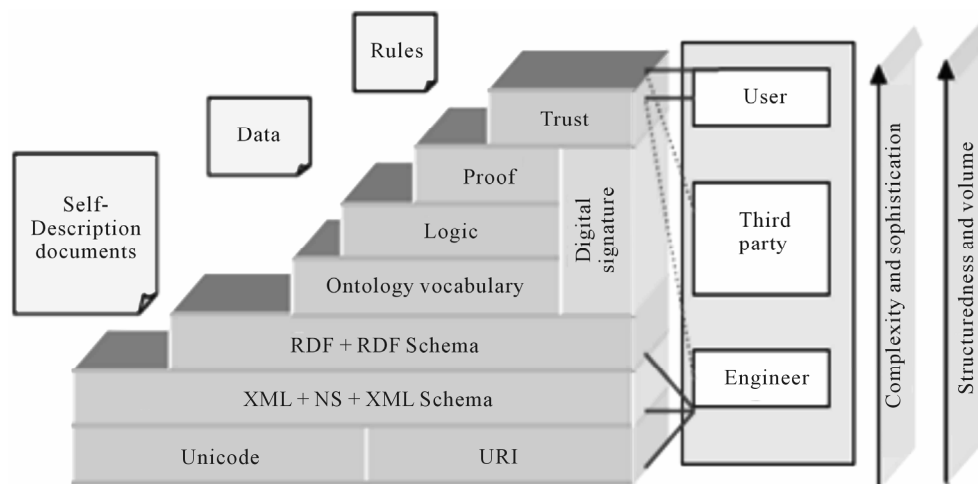 Rules
Data
Self-
Description
documents
Trust
Proof
Logic
Ontology vocabulary
Digital
signature
RDF + RDF Schema
XML + NS + XML Schema
Unicode
URI
User
Third
party
Engineer
Complexity and sophistication
Structuredness and volume